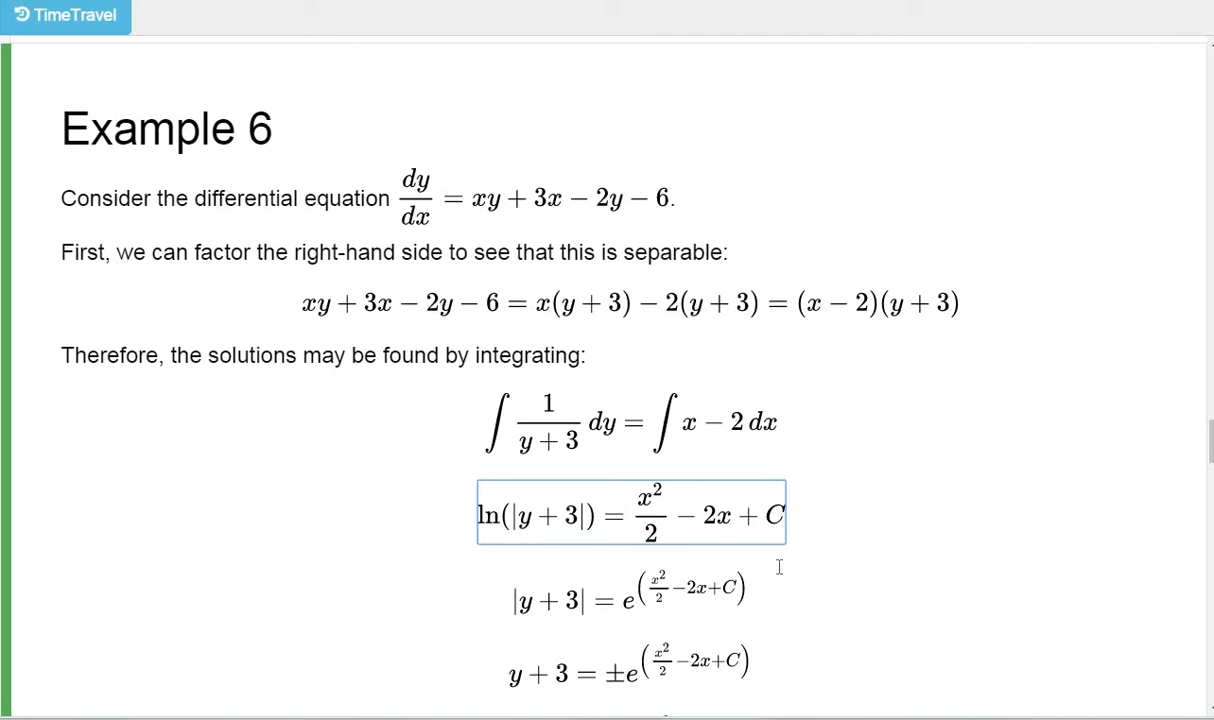 TimeTravel
Example 6
Consider the differential equation dy/dx = xy + 3x − 2y − 6.
First, we can factor the right-hand side to see that this is separable:
xy + 3x − 2y − 6 = x(y + 3) − 2(y + 3) = (x − 2)(y + 3)
Therefore, the solutions may be found by integrating:
∫ 1/(y + 3) dy = ∫ x − 2 dx
ln(|y + 3|) = x²/2 − 2x + C
|y + 3| = e^(x²/2 − 2x + C)
y + 3 = ±e^(x²/2 − 2x + C)